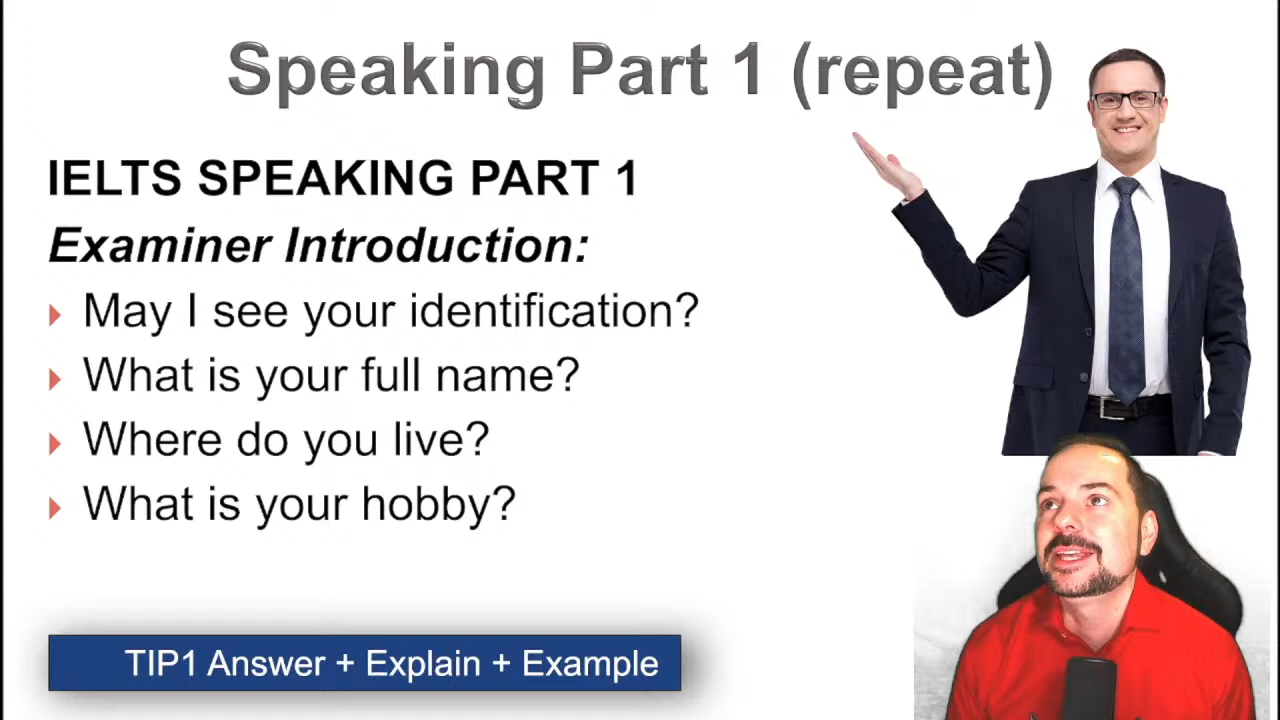 Speaking Part 1 (repeat)
IELTS SPEAKING PART 1
Examiner Introduction:
May I see your identification?
What is your full name?
Where do you live?
What is your hobby?
TIP1 Answer + Explain + Example